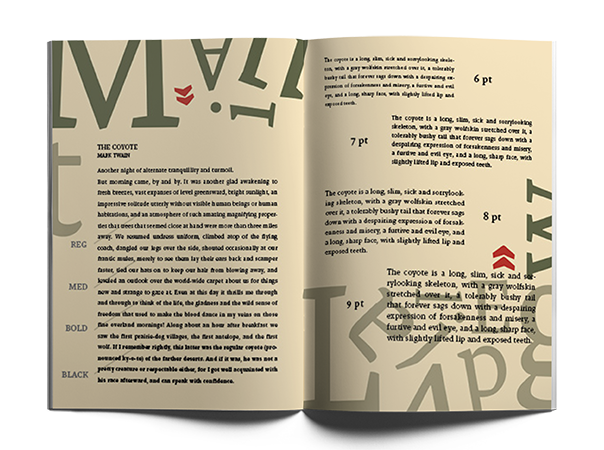 THE COYOTE
MARK TWAIN
Another night of alternate tranquillity and turmoil.
But morning came, by and by. It was another glad awakening to
fresh breezes, vast expanses of level greensward, bright sunlight, an
impressive solitude utterly without visible human beings or human
habitations, and an atmosphere of such amazing magnifying proper-
ties that trees that seemed close at hand were more than three miles
away. We resumed undress uniform, climbed atop of the flying
coach, dangled our legs over the side, shouted occasionally at our
frantic mules, merely to see them lay their ears back and scamper
faster, tied our hats on to keep our hair from blowing away, and
leveled an outlook over the world-wide carpet about us for things
new and strange to gaze at. Even at this day it thrills me through
and through to think of the life, the gladness and the wild sense of
freedom that used to make the blood dance in my veins on those
fine overland mornings! Along about an hour after breakfast we
saw the first prairie-dog villages, the first antelope, and the first
wolf. If I remember rightly, this latter was the regular coyote (pro-
nounced ky-o-te) of the farther deserts. And if it was, he was not a
pretty creature or respectable either, for I got well acquainted with
his race afterward, and can speak with confidence.
REG
MED
BOLD
BLACK
The coyote is a long, slim, sick and sorry-looking skele-
ton, with a gray wolfskin stretched over it, a tolerably
bushy tail that forever sags down with a despairing ex-
pression of forsakenness and misery, a furtive and evil
eye, and a long, sharp face, with slightly lifted lip and
exposed teeth.
6 pt
The coyote is a long, slim, sick and sorrylooking
skeleton, with a gray wolfskin stretched over it, a
tolerably bushy tail that forever sags down with a
despairing expression of forsakenness and misery,
a furtive and evil eye, and a long, sharp face, with
slightly lifted lip and exposed teeth.
7 pt
The coyote is a long, slim, sick and sorrylook-
ing skeleton, with a gray wolfskin stretched
over it, a tolerably bushy tail that forever sags
down with a despairing expression of forsak-
enness and misery, a furtive and evil eye, and
a long, sharp face, with slightly lifted lip and
exposed teeth.
8 pt
The coyote is a long, slim, sick and sor-
rylooking skeleton, with a gray wolfskin
stretched over it, a tolerably bushy tail
that forever sags down with a despairing
expression of forsakenness and misery, a
furtive and evil eye, and a long, sharp face,
with slightly lifted lip and exposed teeth.
9 pt